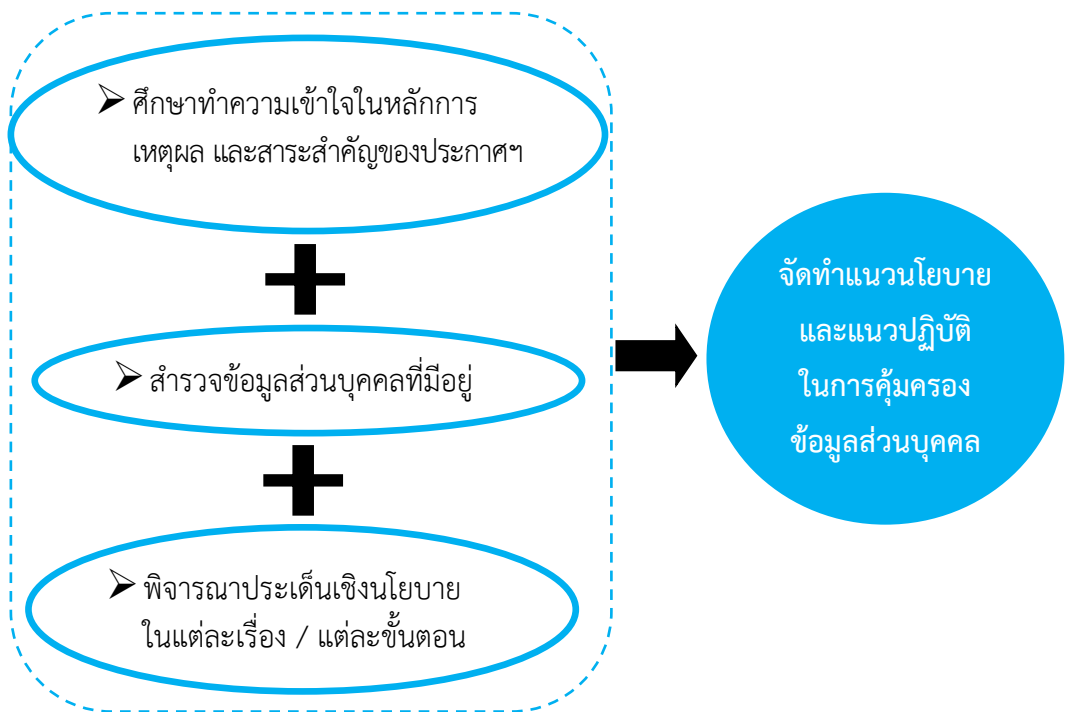 ➢ ศึกษาทำความเข้าใจในหลักการ
เหตุผล และสาระสำคัญของประกาศฯ
➢ สำรวจข้อมูลส่วนบุคคลที่มีอยู่
➢ พิจารณาประเด็นเชิงนโยบาย
ในแต่ละเรื่อง / แต่ละขั้นตอน
จัดทำแนวนโยบาย
และแนวปฏิบัติ
ในการคุ้มครอง
ข้อมูลส่วนบุคคล